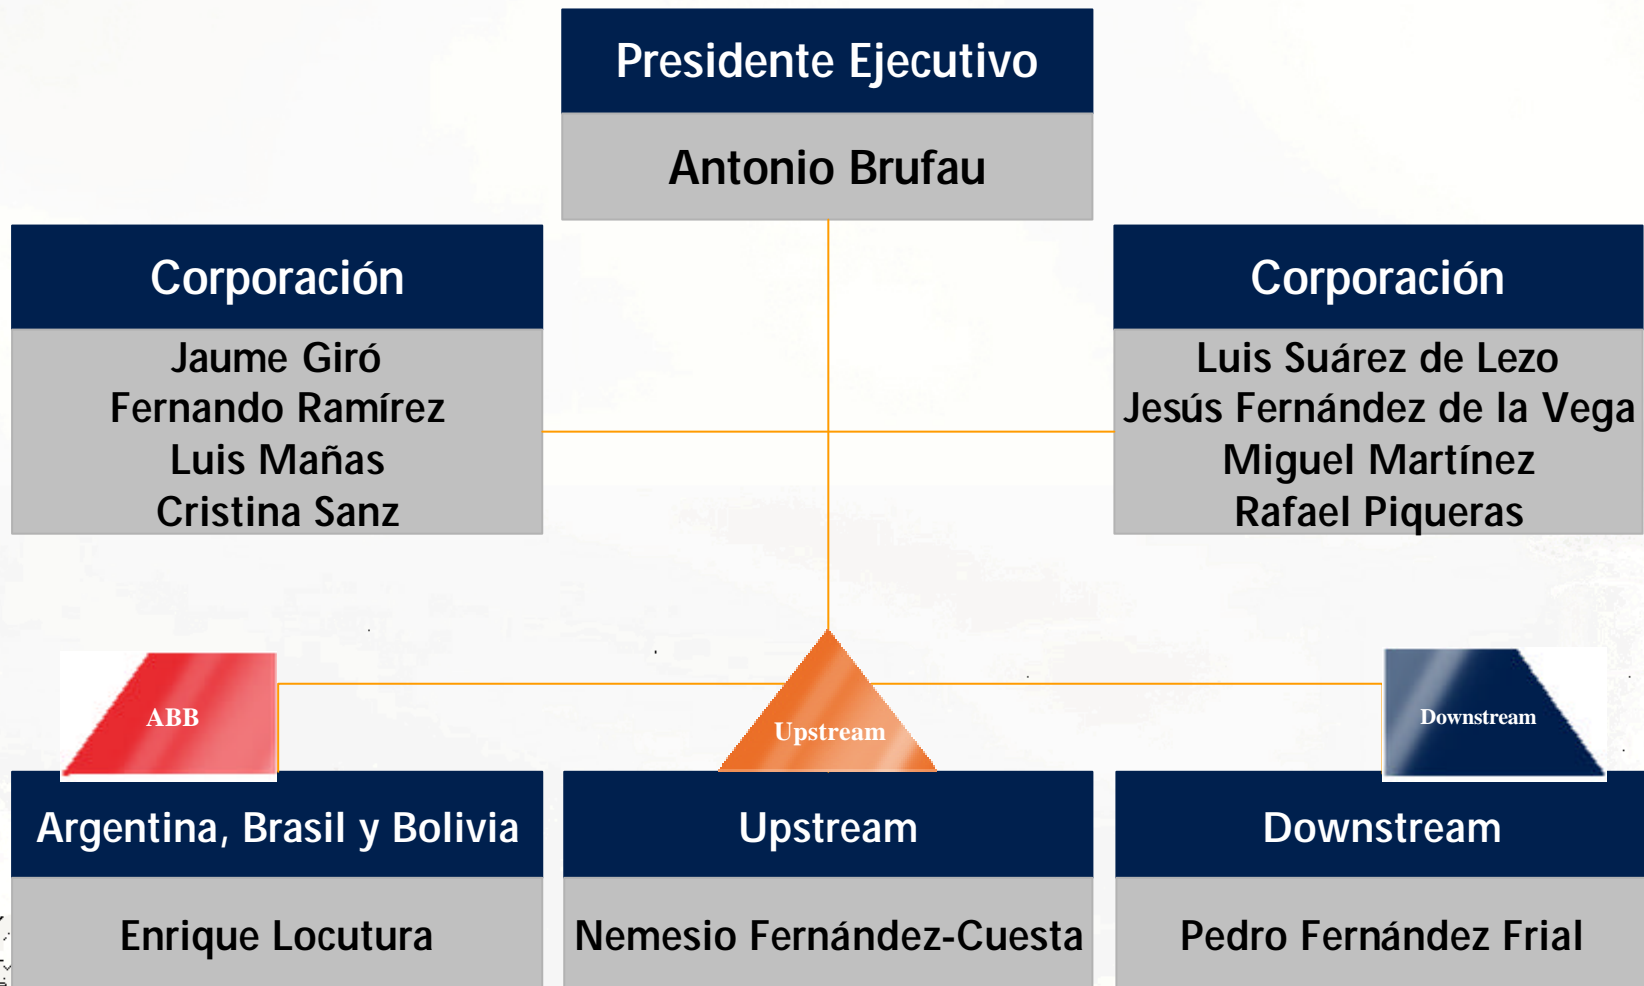 Presidente Ejecutivo
Antonio Brufau
Corporación
Jaume Giró
Fernando Ramírez
Luis Mañas
Cristina Sanz
Corporación
Luis Suárez de Lezo
Jesús Fernández de la Vega
Miguel Martínez
Rafael Piqueras
ABB
Upstream
Downstream
Argentina, Brasil y Bolivia
Enrique Locutura
Upstream
Nemesio Fernández-Cuesta
Downstream
Pedro Fernández Frial